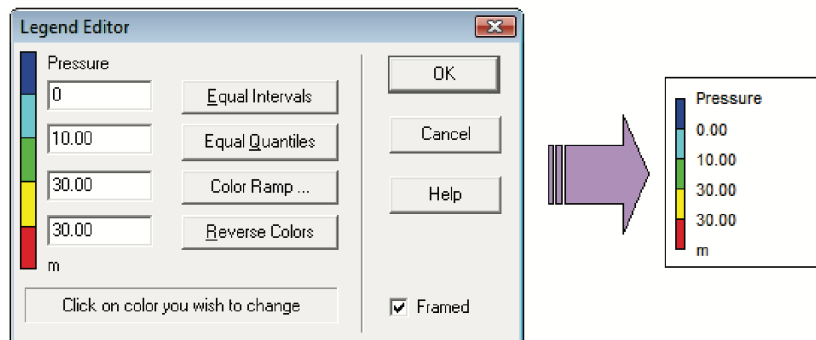 Legend Editor
Pressure
0
10.00
30.00
30.00
m
Equal Intervals
Equal Quantiles
Color Ramp ...
Reverse Colors
Click on color you wish to change
OK
Cancel
Help
Framed
Pressure
0.00
10.00
30.00
30.00
m